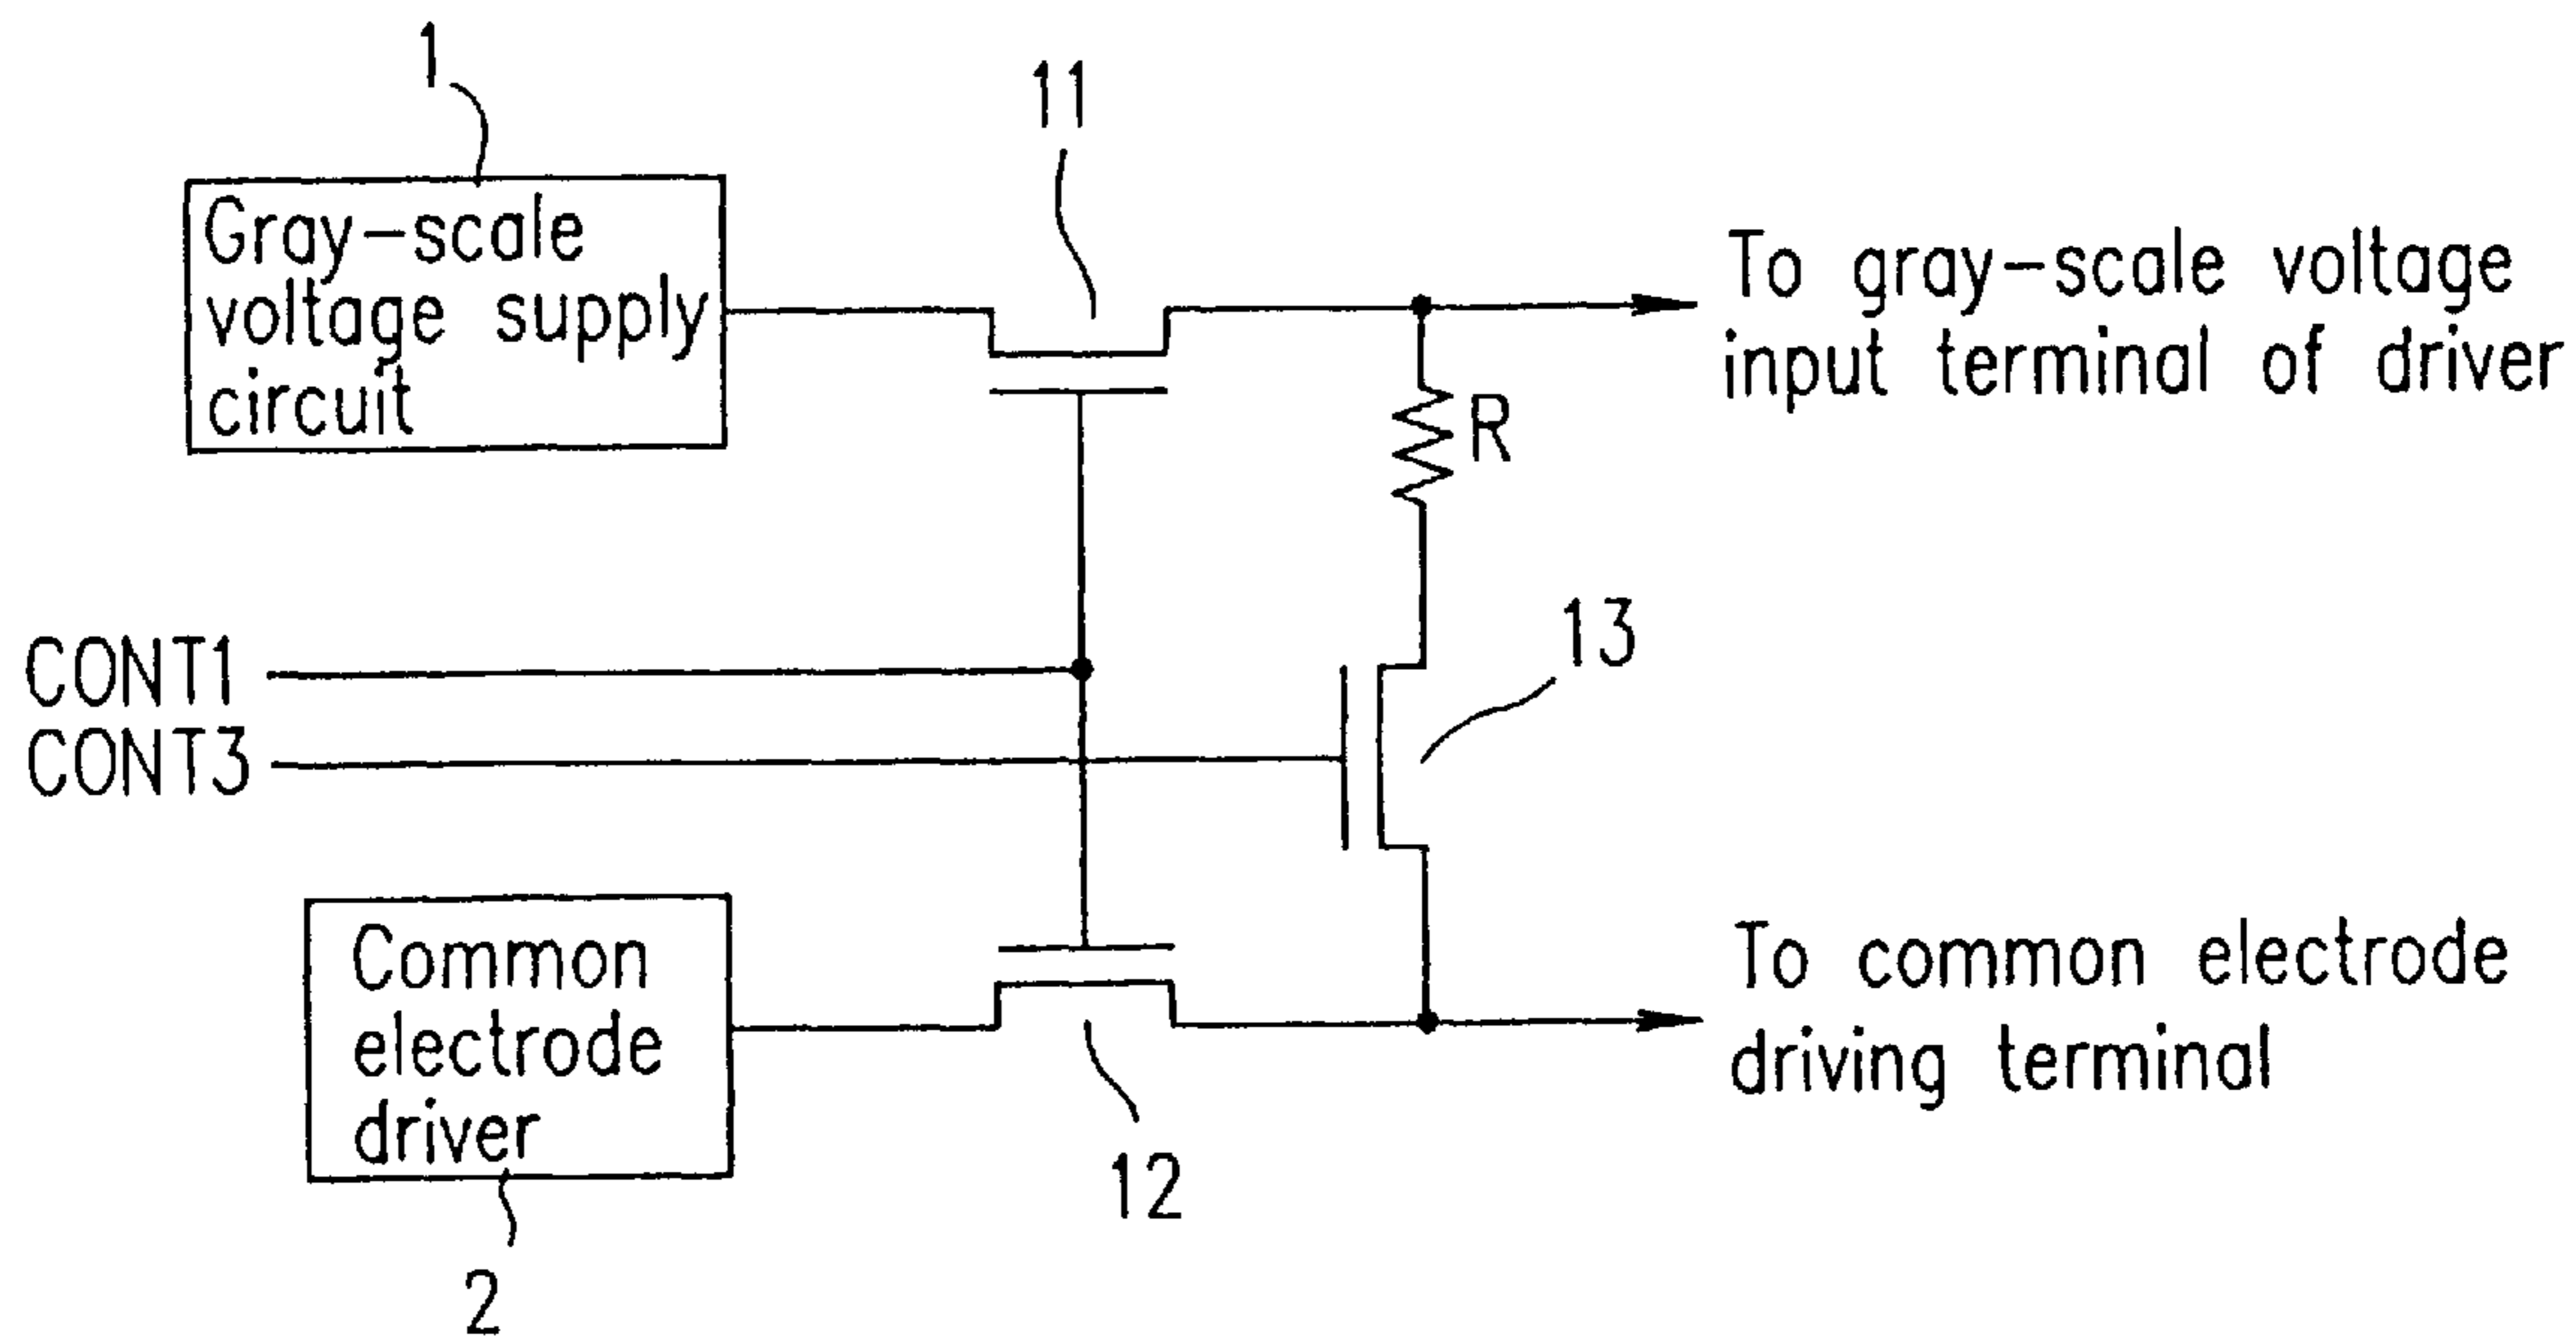 1
11
Gray-scale
voltage supply
circuit
To gray-scale voltage
input terminal of driver
R
CONT1
13
CONT3
Common
electrode
driver
To common electrode
driving terminal
12
2